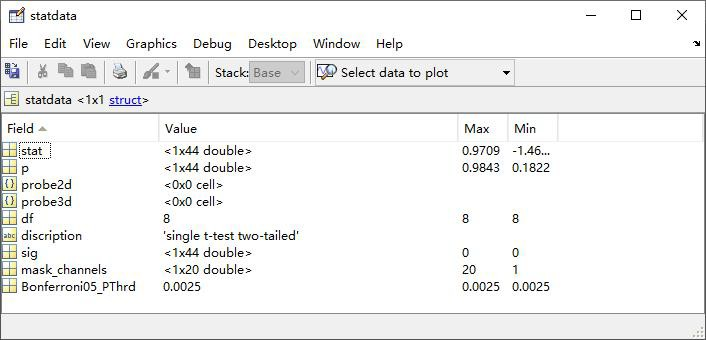 statdata
File Edit View Graphics Debug Desktop Window Help
Stack: Base Select data to plot
statdata <1x1 struct>
Field Value Max Min
stat <1x44 double> 0.9709 -1.46...
p <1x44 double> 0.9843 0.1822
{} probe2d <0x0 cell>
{} probe3d <0x0 cell>
df 8 8 8
abc discription 'single t-test two-tailed'
sig <1x44 double> 0 0
mask_channels <1x20 double> 20 1
Bonferroni05_PThrd 0.0025 0.0025 0.0025